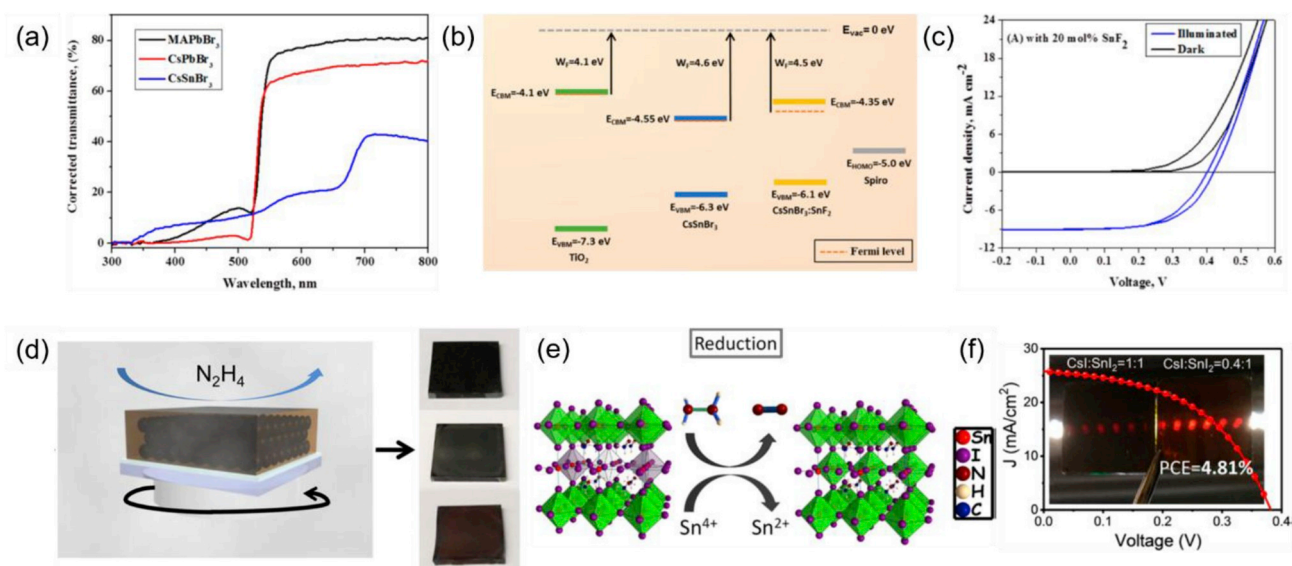 (a)
MAPbBr₃
CsPbBr₃
CsSnBr₃
Corrected transmittance, (%)
80
60
40
20
0
300 400 500 600 700 800
Wavelength, nm
(b)
Evac= 0 eV
WF=4.1 eV
WF=4.6 eV
WF=4.5 eV
ECBM=-4.1 eV
ECBM=-4.55 eV
ECBM=-4.35 eV
EHOMO=-5.0 eV
Spiro
EVBM=-6.3 eV
CsSnBr₃
EVBM=-6.1 eV
CsSnBr₃:SnF₂
EVBM=-7.3 eV
TiO₂
Fermi level
(c)
(A) with 20 mol% SnF₂
Illuminated
Dark
Current density, mA cm⁻²
24
18
12
6
0
-6
-12
-0.2 -0.1 0.0 0.1 0.2 0.3 0.4 0.5 0.6
Voltage, V
(d)
N₂H₄
(e)
Reduction
Sn⁴⁺
Sn²⁺
Sn
I
N
H
C
(f)
CsI:SnI₂=1:1
CsI:SnI₂=0.4:1
PCE=4.81%
J (mA/cm²)
30
20
10
0
0.0 0.1 0.2 0.3 0.4
Voltage (V)